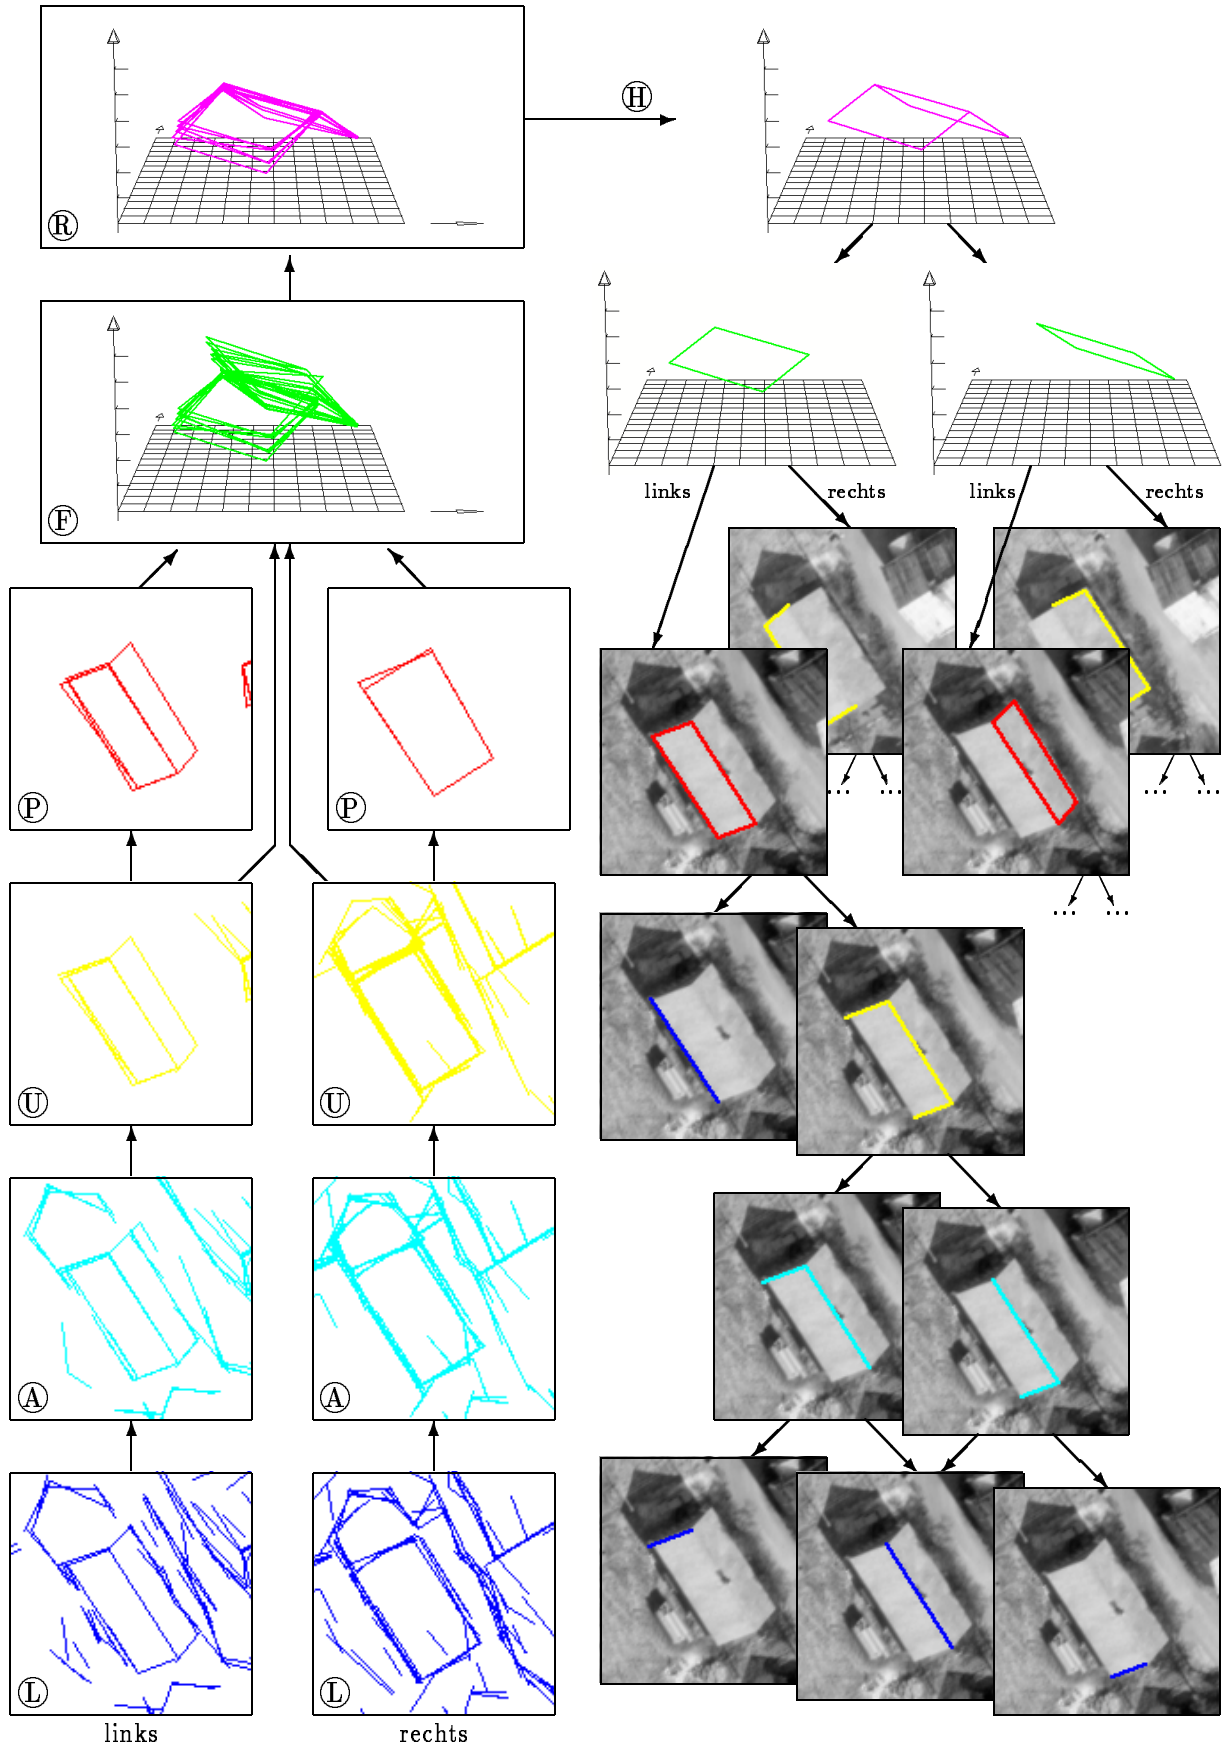 H
R
F
links rechts links rechts
P P
... ... ...
... ...
U U
A A
L L
links rechts